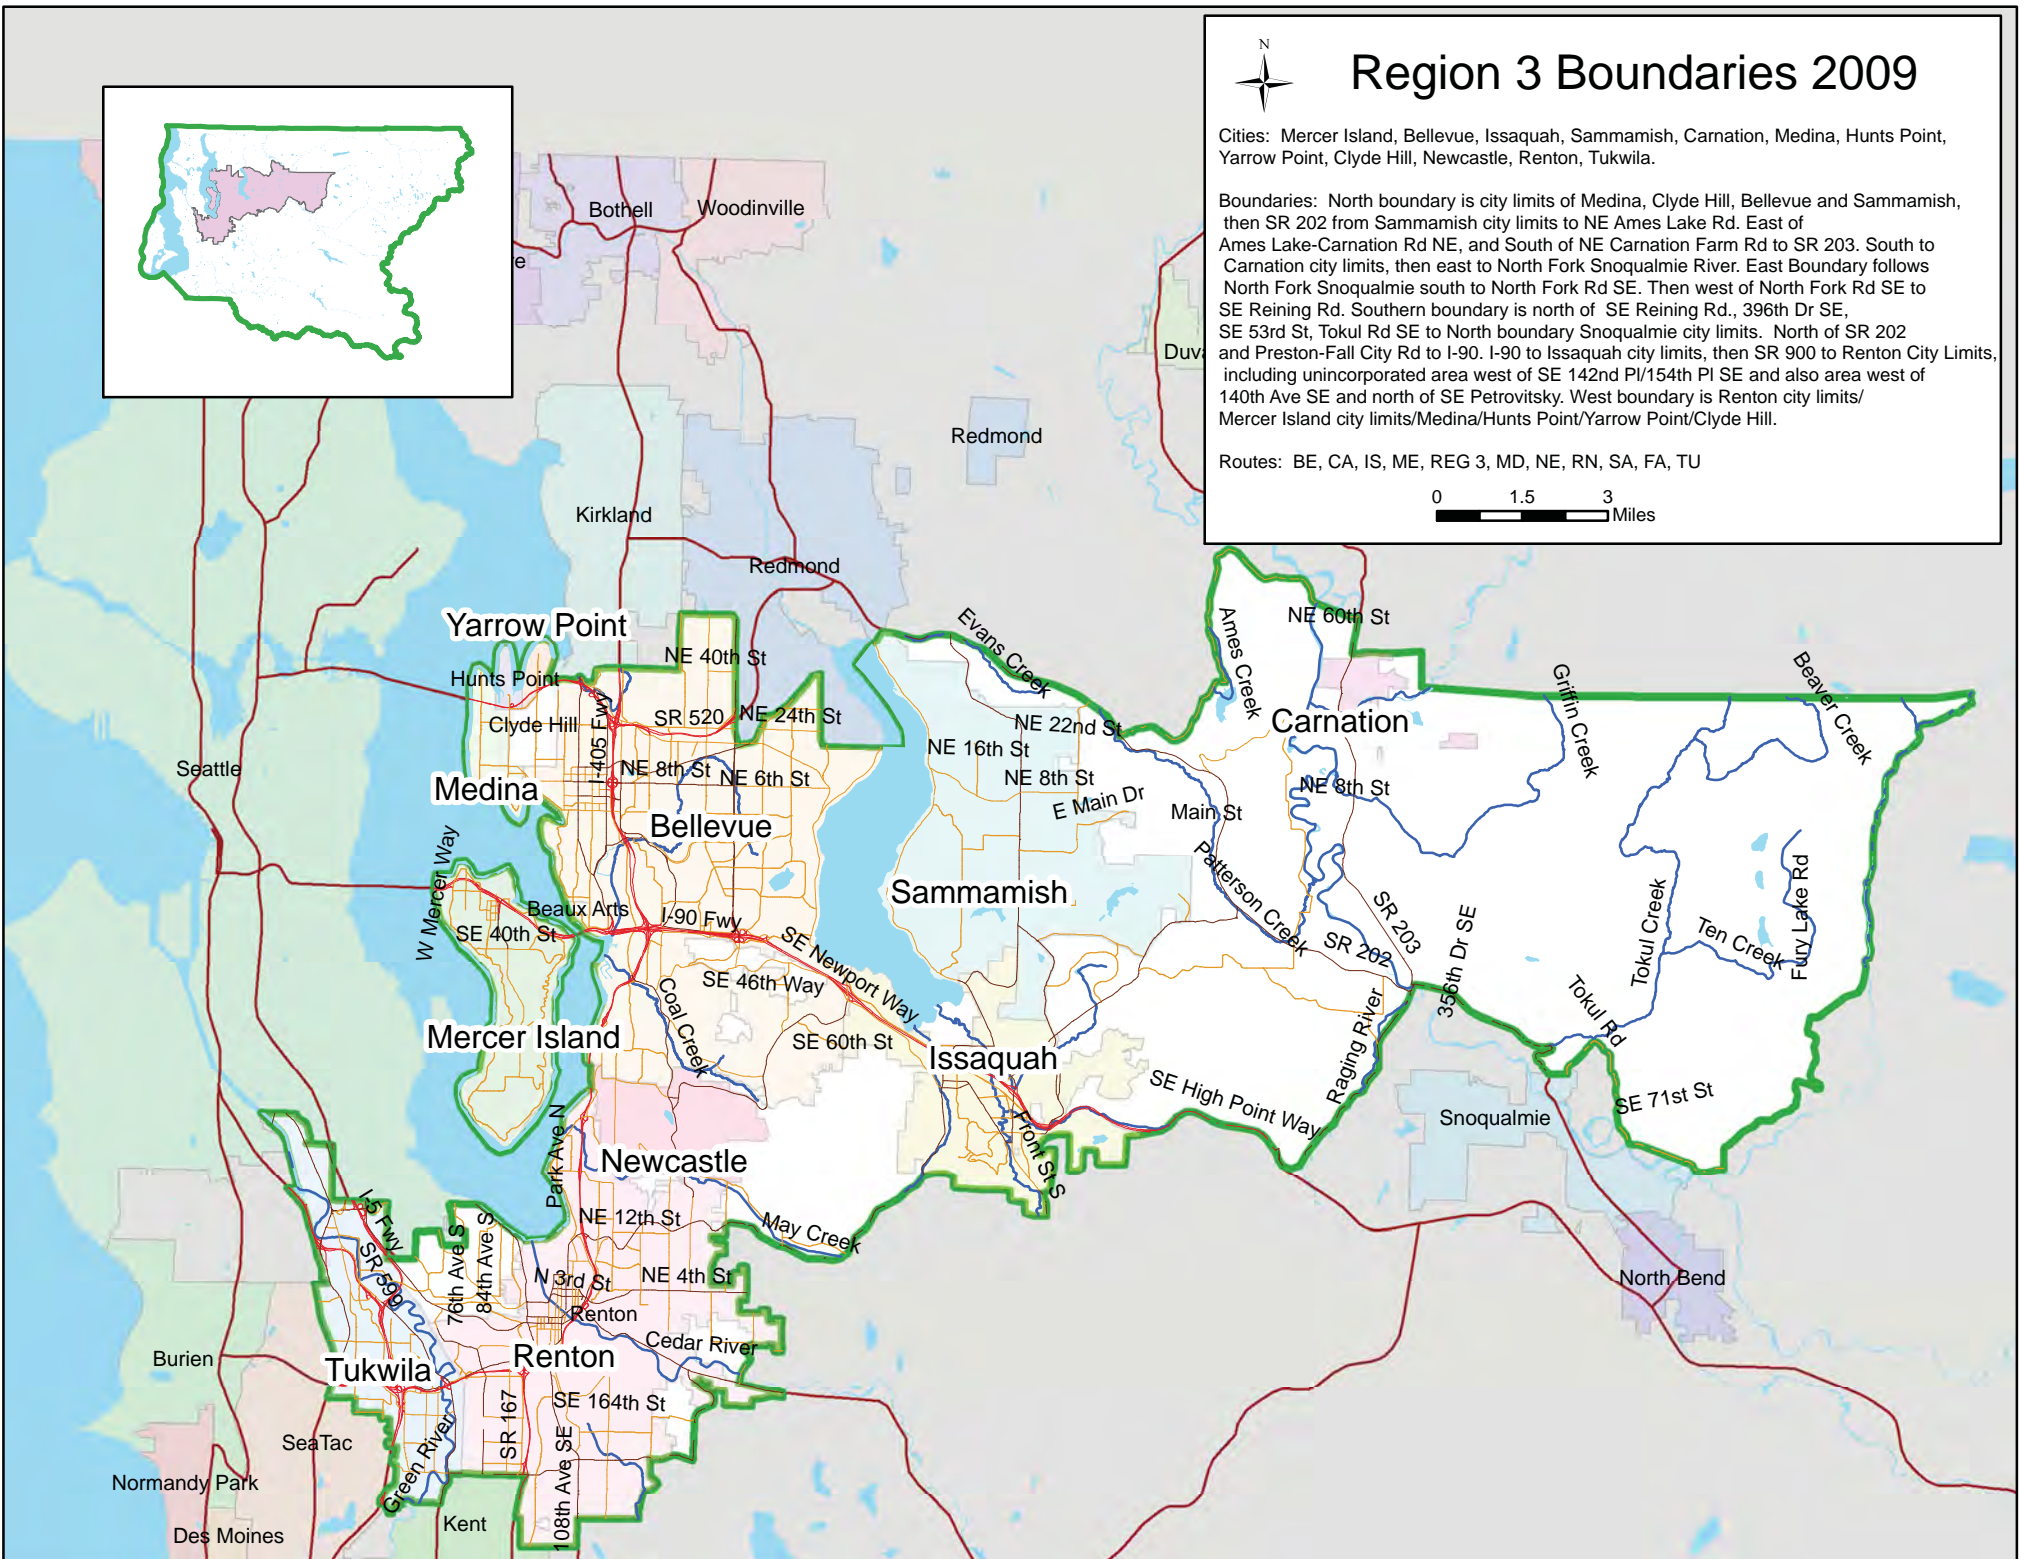 N
Region 3 Boundaries 2009
Cities: Mercer Island, Bellevue, Issaquah, Sammamish, Carnation, Medina, Hunts Point,
Yarrow Point, Clyde Hill, Newcastle, Renton, Tukwila.
Boundaries: North boundary is city limits of Medina, Clyde Hill, Bellevue and Sammamish,
then SR 202 from Sammamish city limits to NE Ames Lake Rd. East of
Ames Lake-Carnation Rd NE, and South of NE Carnation Farm Rd to SR 203. South to
Carnation city limits, then east to North Fork Snoqualmie River. East Boundary follows
North Fork Snoqualmie south to North Fork Rd SE. Then west of North Fork Rd SE to
SE Reining Rd. Southern boundary is north of SE Reining Rd., 396th Dr SE,
SE 53rd St, Tokul Rd SE to North boundary Snoqualmie city limits. North of SR 202
and Preston-Fall City Rd to I-90. I-90 to Issaquah city limits, then SR 900 to Renton City Limits,
including unincorporated area west of SE 142nd Pl/154th Pl SE and also area west of
140th Ave SE and north of SE Petrovitsky. West boundary is Renton city limits/
Mercer Island city limits/Medina/Hunts Point/Yarrow Point/Clyde Hill.
Routes: BE, CA, IS, ME, REG 3, MD, NE, RN, SA, FA, TU
0 1.5 3
Miles
Bothell
Woodinville
re
Duva
Redmond
Kirkland
Redmond
Yarrow Point
Hunts Point
Clyde Hill
NE 40th St
SR 520
NE 24th St
I-405 Fwy
Evans Creek
Ames Creek
NE 60th St
Carnation
Griffin Creek
Beaver Creek
NE 22nd St
NE 16th St
NE 8th St
E Main Dr
Main St
NE 8th St
Seattle
Medina
NE 8th St
NE 6th St
Bellevue
W Mercer Way
Beaux Arts
SE 40th St
I-90 Fwy
SE Newport Way
Sammamish
Patterson Creek
SR 202
SR 203
356th Dr SE
Tokul Creek
Ten Creek
Fury Lake Rd
Tokul Rd
SE 46th Way
Coal Creek
SE 60th St
Mercer Island
Issaquah
Raging River
SE High Point Way
Snoqualmie
SE 71st St
Front St S
Park Ave N
Newcastle
May Creek
NE 12th St
I-5 Fwy
SR 599
76th Ave S
84th Ave S
N 3rd St
NE 4th St
Renton
Cedar River
North Bend
Burien
Tukwila
Renton
SE 164th St
SR 167
108th Ave SE
Green River
SeaTac
Normandy Park
Des Moines
Kent